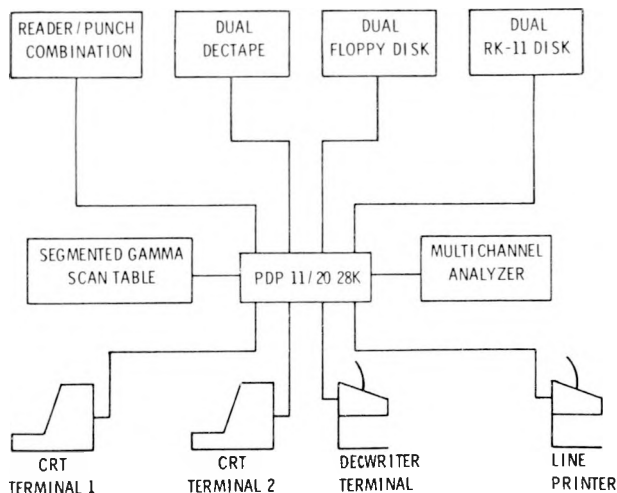 READER/PUNCH
COMBINATION
DUAL
DECTAPE
DUAL
FLOPPY DISK
DUAL
RK-11 DISK
SEGMENTED GAMMA
SCAN TABLE
PDP 11/20 28K
MULTICHANNEL
ANALYZER
CRT
TERMINAL 1
CRT
TERMINAL 2
DECWRITER
TERMINAL
LINE
PRINTER